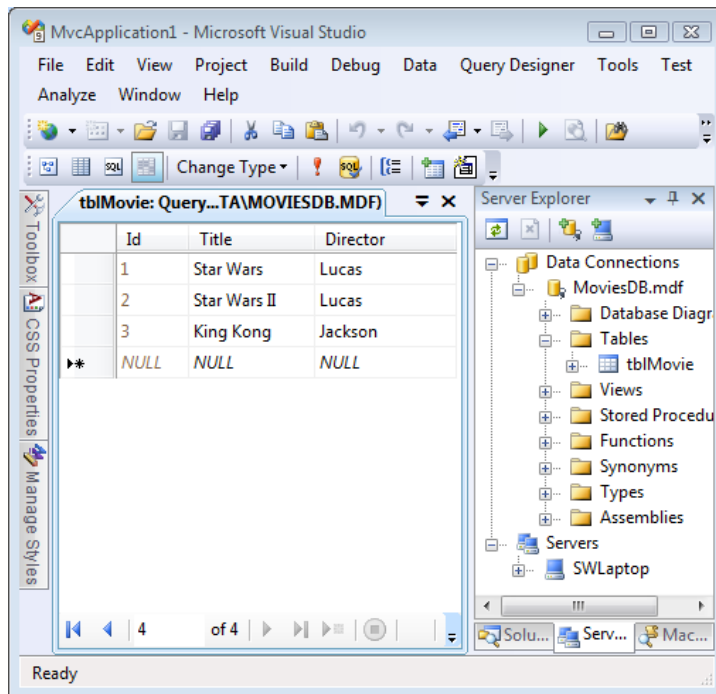 MvcApplication1 - Microsoft Visual Studio
File Edit View Project Build Debug Data Query Designer Tools Test
Analyze Window Help
SQL Change Type SQL
Toolbox
CSS Properties
Manage Styles
tblMovie: Query...TA\MOVIESDB.MDF)
Id Title Director
1 Star Wars Lucas
2 Star Wars II Lucas
3 King Kong Jackson
NULL NULL NULL
4 of 4
Server Explorer
Data Connections
MoviesDB.mdf
Database Diagr
Tables
tblMovie
Views
Stored Procedu
Functions
Synonyms
Types
Assemblies
Servers
SWLaptop
Solu... Serv... Mac...
Ready